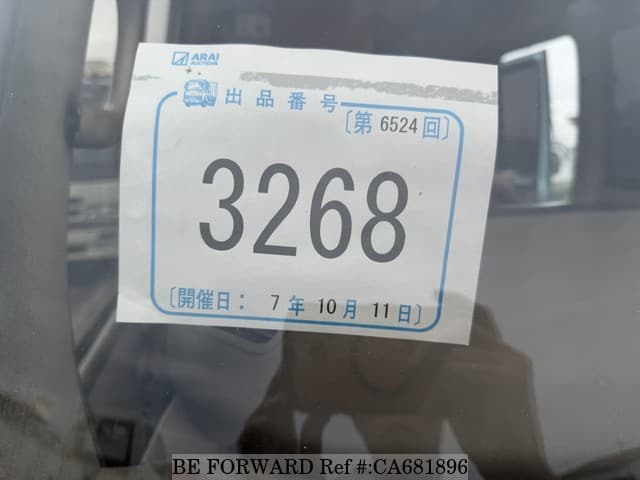 ARAI
AUCTIONS
出品番号
〔第 6524 回〕
3268
〔開催日： 7 年 10 月 11 日〕
BE FORWARD Ref #:CA681896